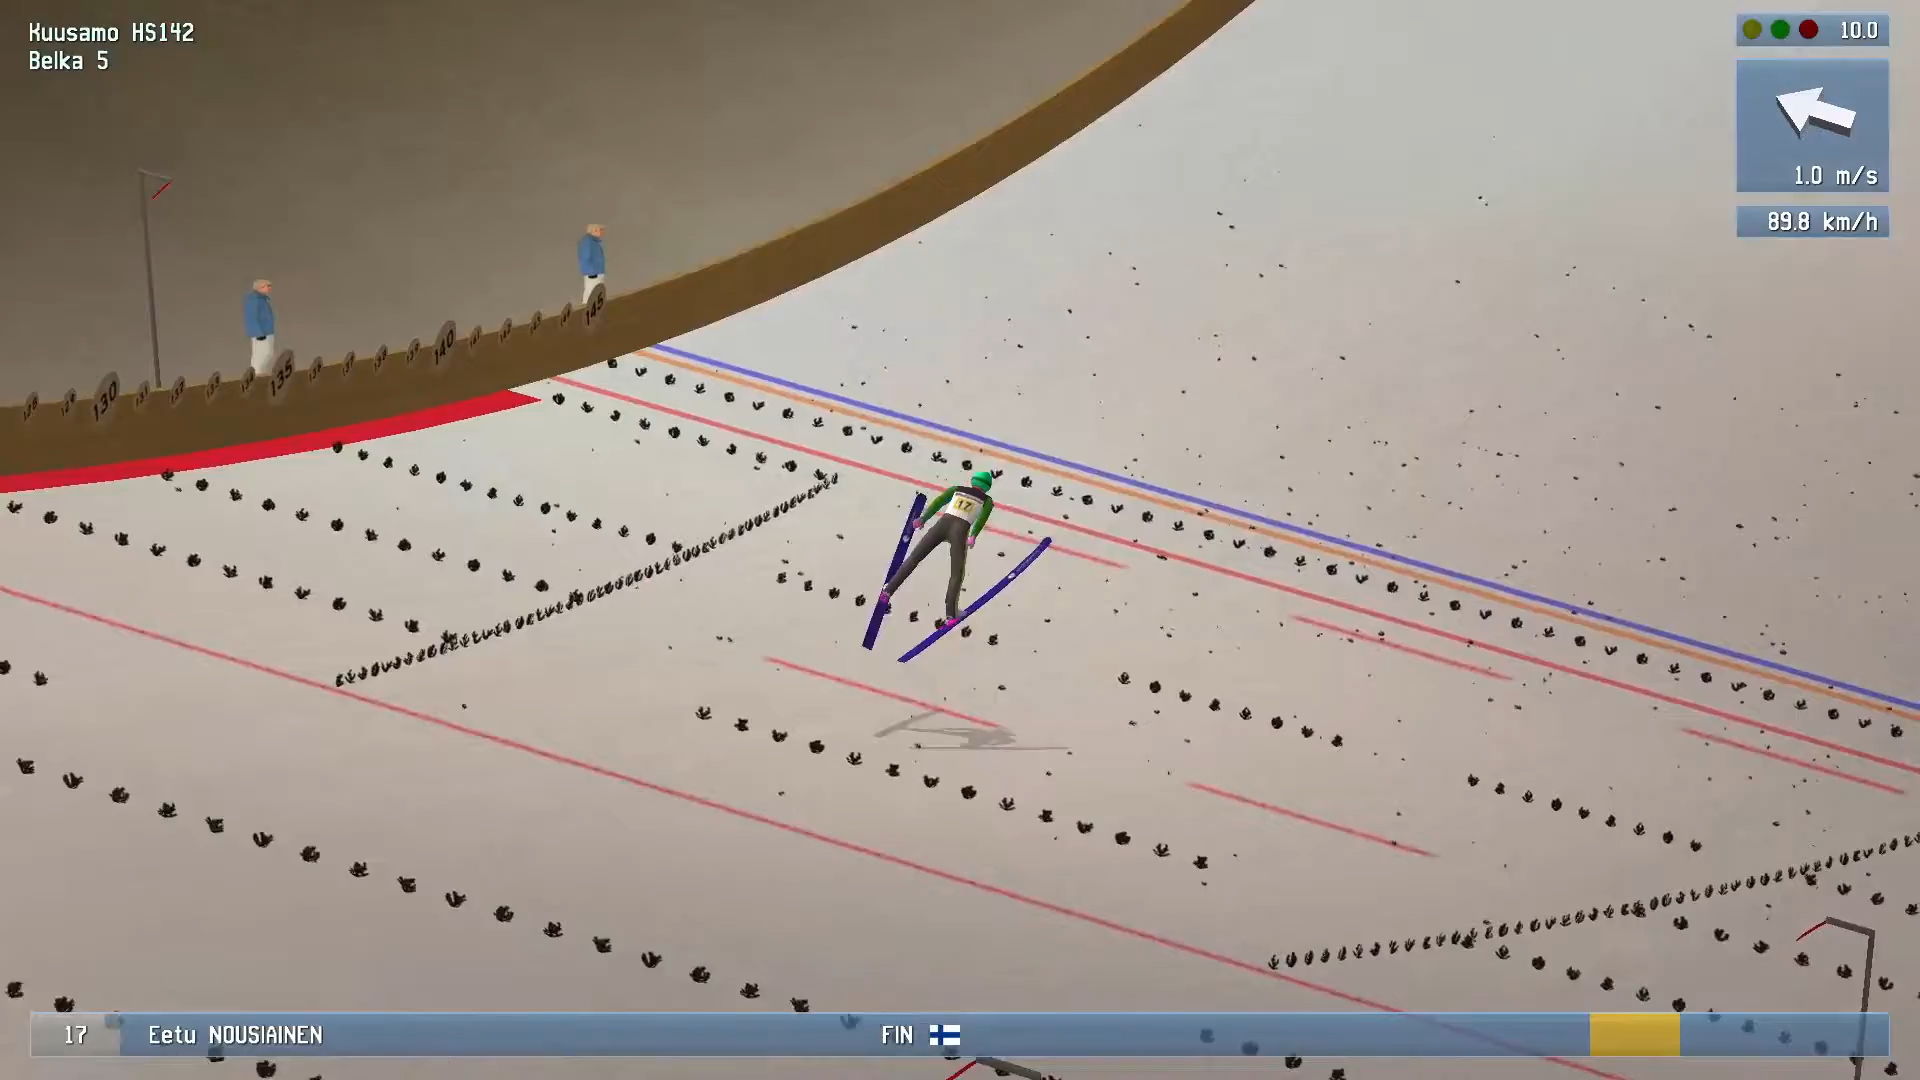 Kuusamo HS142
Belka 5
10.0
1.0 m/s
89.8 km/h
130
135
140
145
17
17 Eetu NOUSIAINEN FIN